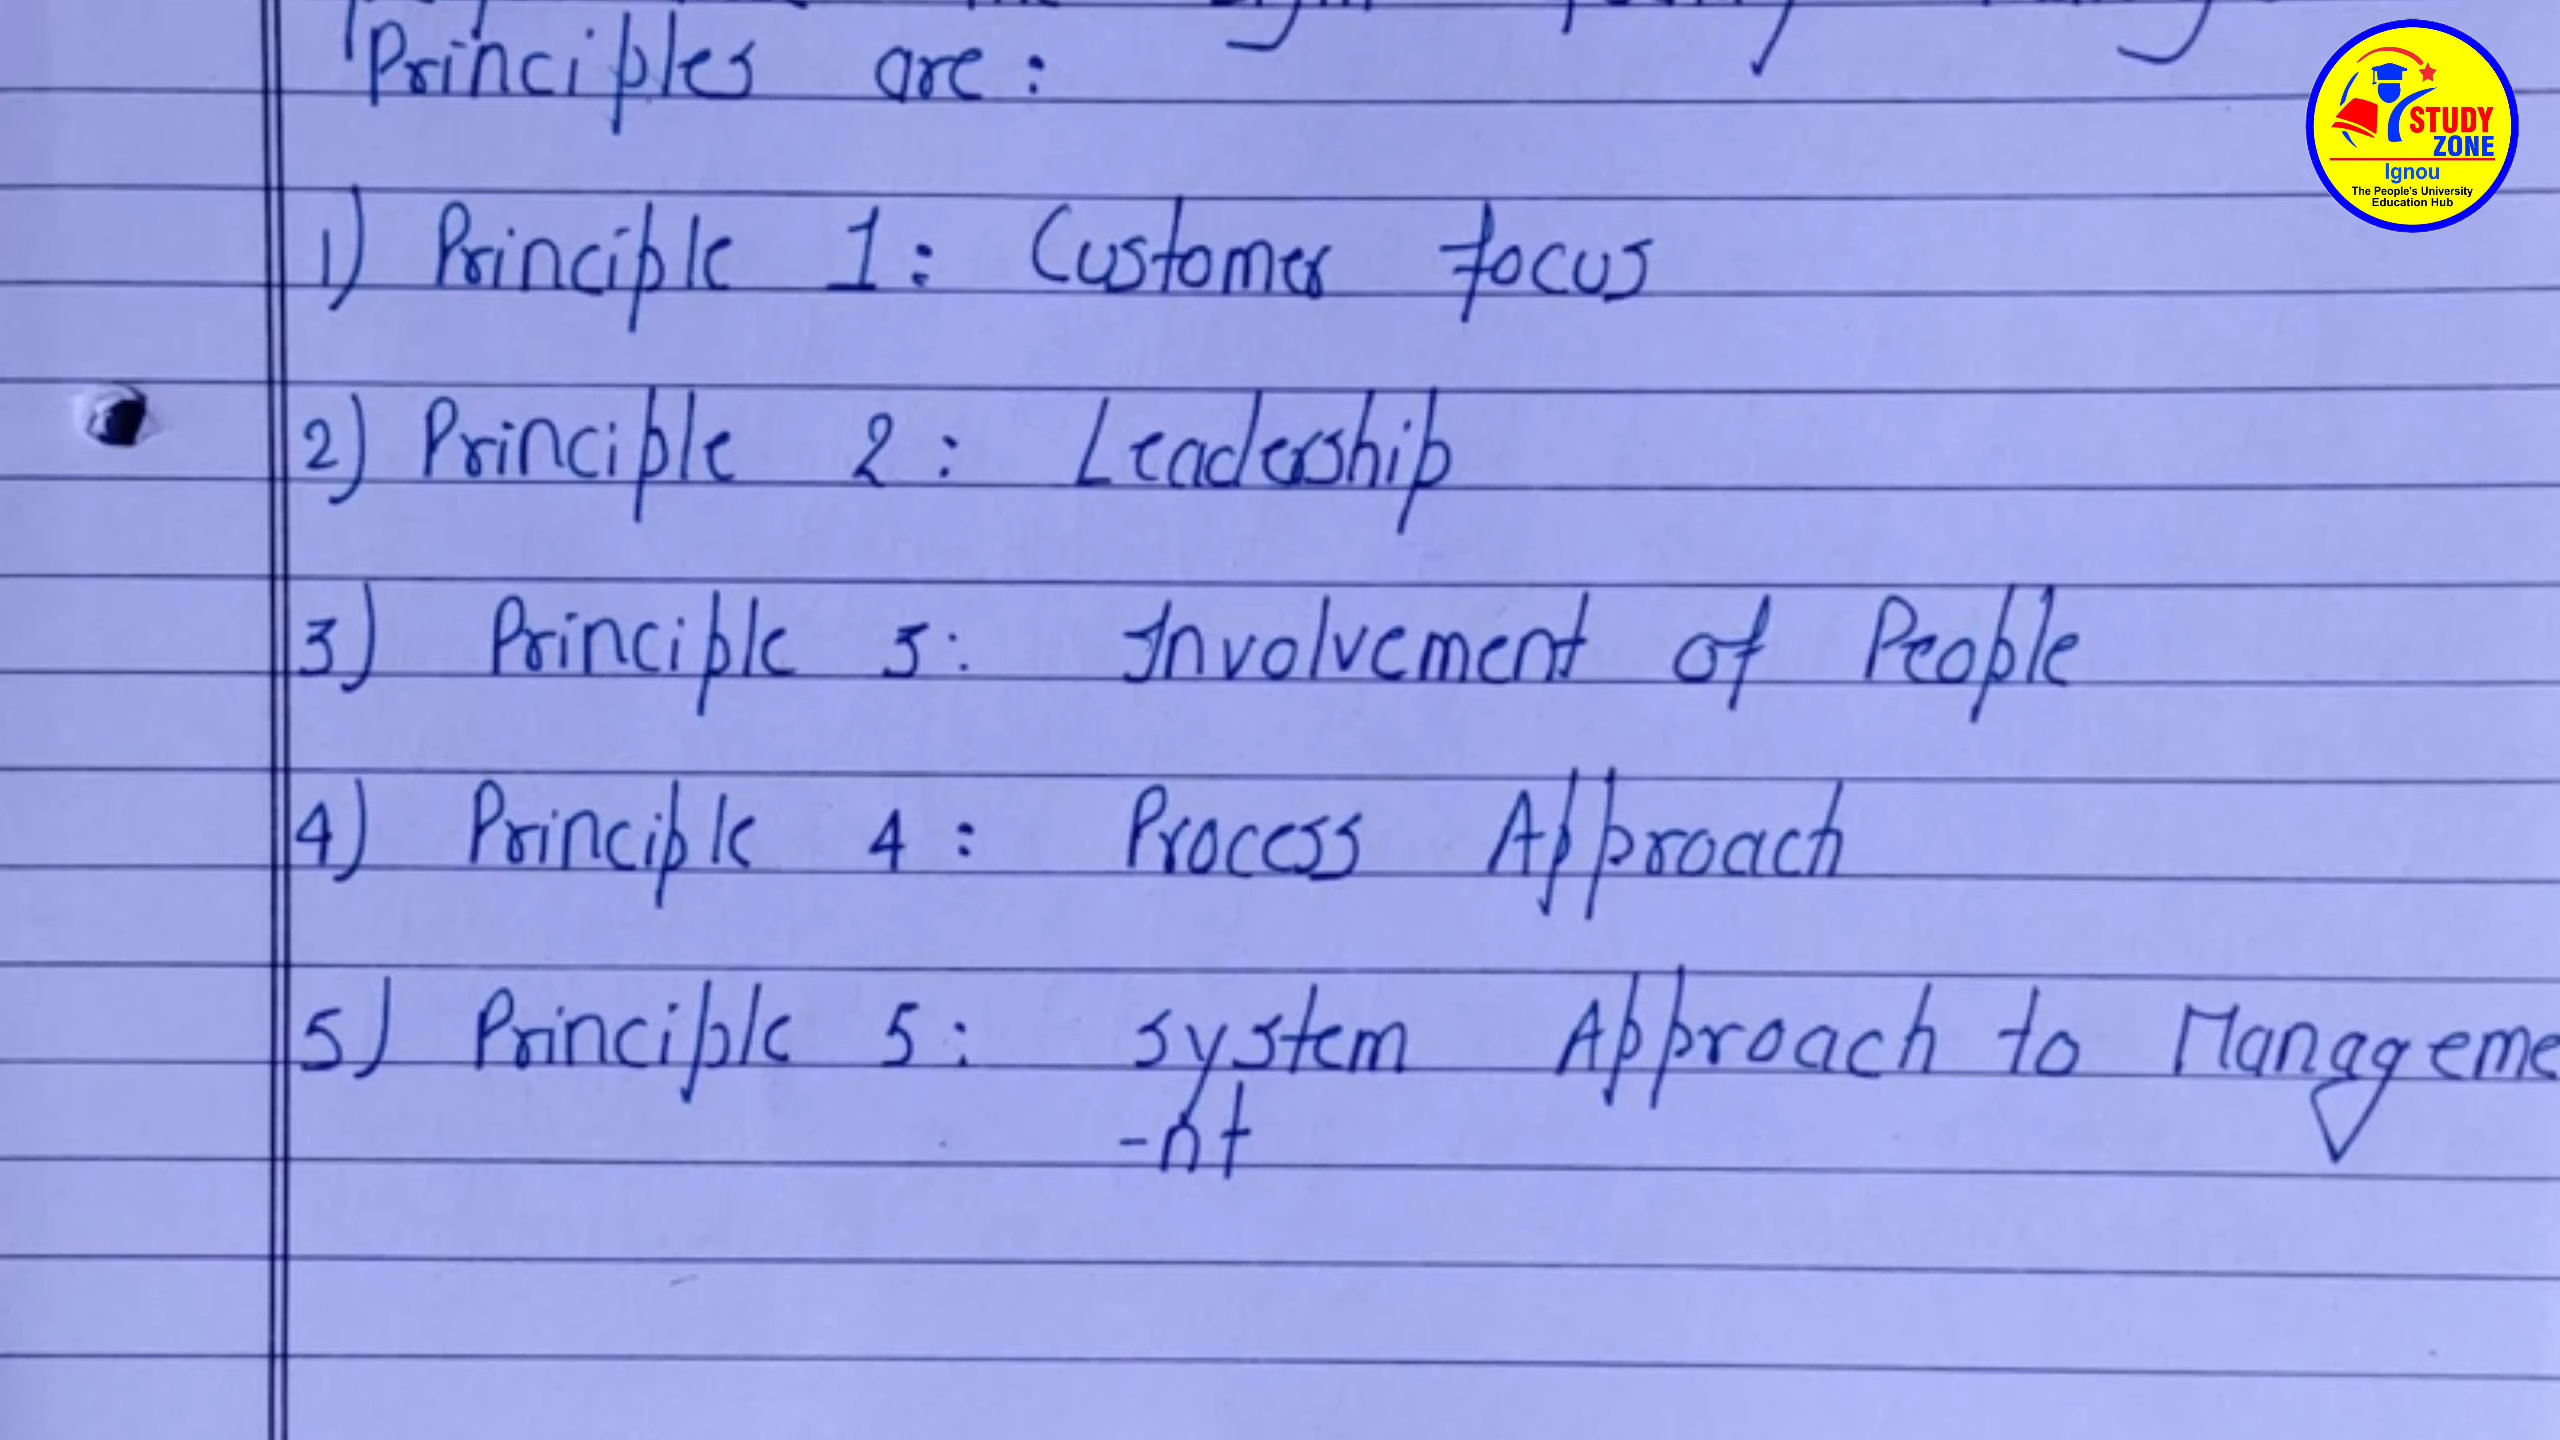 Principles are:
1) Principle 1: Customer focus
2) Principle 2: Leadership
3) Principle 3: Involvement of People
4) Principle 4: Process Approach
5) Principle 5: System Approach to Manageme
-nt
STUDY
ZONE
Ignou
The People's University
Education Hub